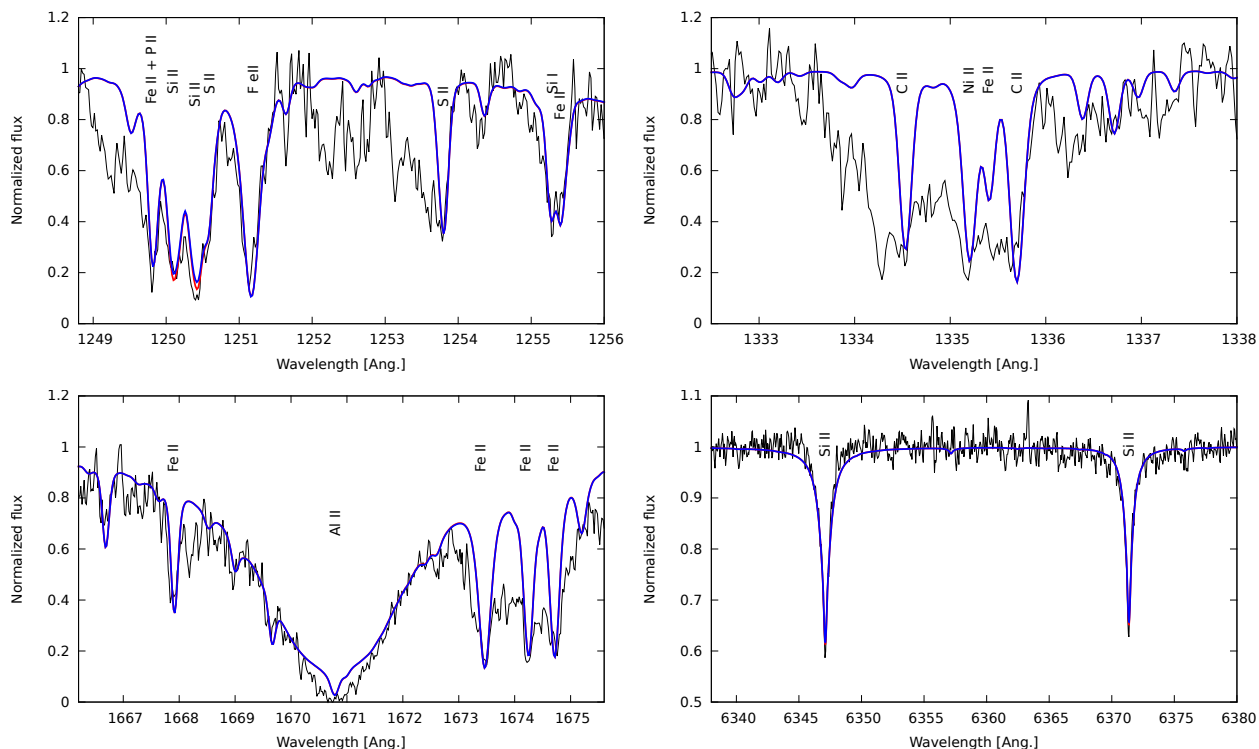 1.2
1
0.8
0.6
0.4
0.2
0
Normalized flux
Fe II + P II
Si II
Si II
S II
F eII
S II
Si I
Fe II
1249 1250 1251 1252 1253 1254 1255 1256
Wavelength [Ang.]
1.2
1
0.8
0.6
0.4
0.2
0
Normalized flux
C II
Ni II
Fe II
C II
1333 1334 1335 1336 1337 1338
Wavelength [Ang.]
1.2
1
0.8
0.6
0.4
0.2
0
Normalized flux
Fe II
Al II
Fe II
Fe II
Fe II
1667 1668 1669 1670 1671 1672 1673 1674 1675
Wavelength [Ang.]
1.1
1
0.9
0.8
0.7
0.6
0.5
Normalized flux
Si II
Si II
6340 6345 6350 6355 6360 6365 6370 6375 6380
Wavelength [Ang.]